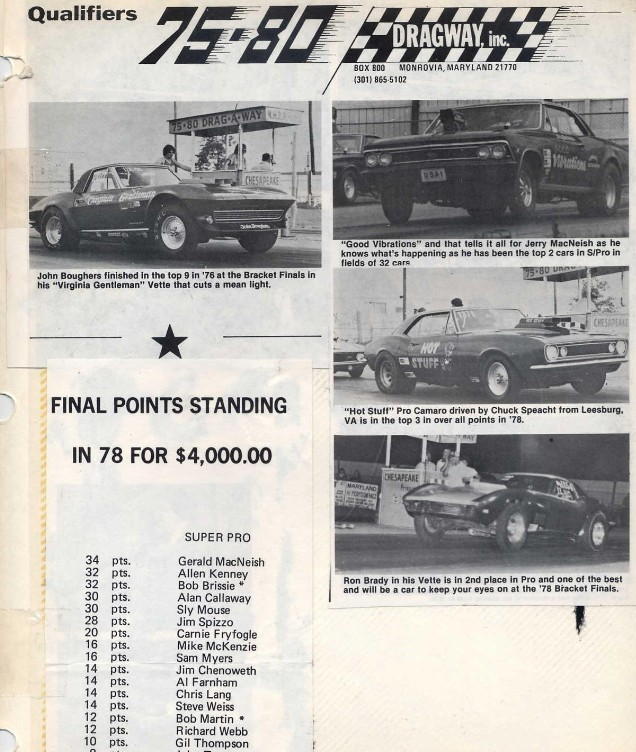 Qualifiers
75·80
DRAGWAY, inc.
BOX 800 MONROVIA, MARYLAND 21770
(301) 865-5102
75-80 DRAG-A-WAY
CHESAPEAKE
Gentleman
John Boughers finished in the top 9 in '76 at the Bracket Finals in
his "Virginia Gentleman" Vette that cuts a mean light.
Vibrations
USA1
"Good Vibrations" and that tells it all for Jerry MacNeish as he
knows what's happening as he has been the top 2 cars in S/Pro in
fields of 32 cars
75-80 DRA
CHESAPEAKE
HOT
STUFF
"Hot Stuff" Pro Camaro driven by Chuck Speacht from Leesburg,
VA is in the top 3 in over all points in '78.
WAY
CHESAPEAKE
MARYLAND
Ron Brady in his Vette is in 2nd place in Pro and one of the best
and will be a car to keep your eyes on at the '78 Bracket Finals.
FINAL POINTS STANDING
IN 78 FOR $4,000.00
SUPER PRO
34 pts. Gerald MacNeish
32 pts. Allen Kenney
32 pts. Bob Brissie *
30 pts. Alan Callaway
30 pts. Sly Mouse
28 pts. Jim Spizzo
20 pts. Carnie Fryfogle
16 pts. Mike McKenzie
16 pts. Sam Myers
14 pts. Jim Chenoweth
14 pts. Al Farnham
14 pts. Chris Lang
14 pts. Steve Weiss
12 pts. Bob Martin *
12 pts. Richard Webb
10 pts. Gil Thompson